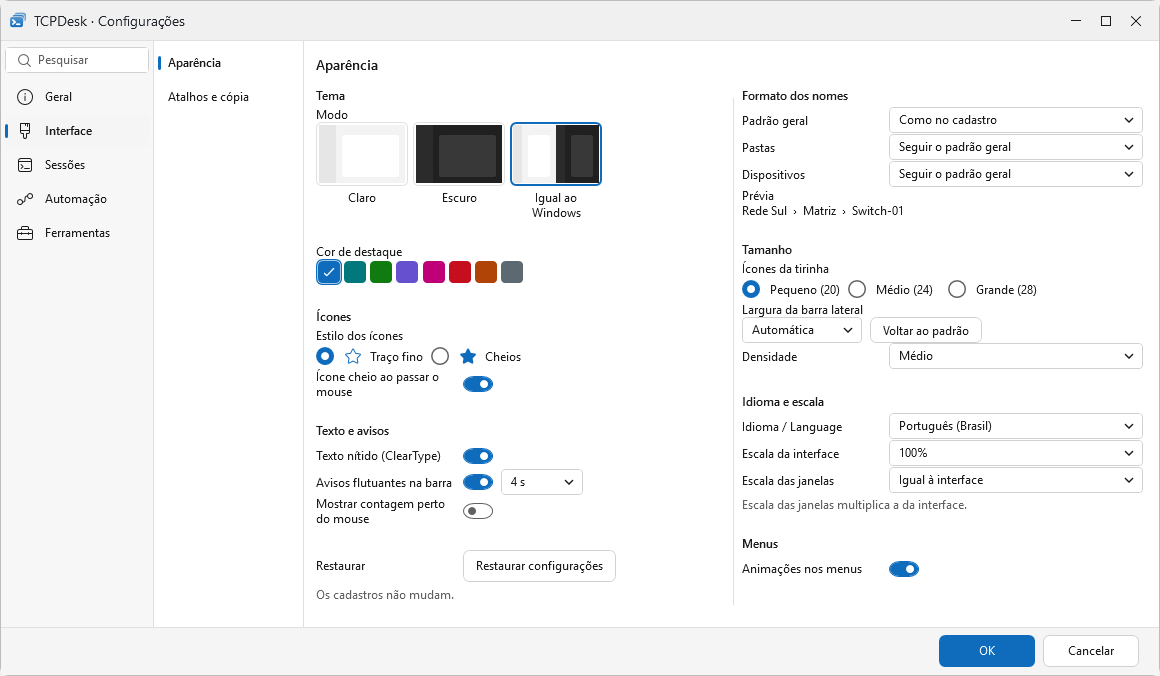 TCPDesk · Configurações
Pesquisar
Geral
Interface
Sessões
Automação
Ferramentas
Aparência
Atalhos e cópia
Aparência
Tema
Modo
Claro
Escuro
Igual ao
Windows
Cor de destaque
Ícones
Estilo dos ícones
Traço fino
Cheios
Ícone cheio ao passar o
mouse
Texto e avisos
Texto nítido (ClearType)
Avisos flutuantes na barra
4 s
Mostrar contagem perto
do mouse
Restaurar
Restaurar configurações
Os cadastros não mudam.
Formato dos nomes
Padrão geral
Como no cadastro
Pastas
Seguir o padrão geral
Dispositivos
Seguir o padrão geral
Prévia
Rede Sul › Matriz › Switch-01
Tamanho
Ícones da tirinha
Pequeno (20)
Médio (24)
Grande (28)
Largura da barra lateral
Automática
Voltar ao padrão
Densidade
Médio
Idioma e escala
Idioma / Language
Português (Brasil)
Escala da interface
100%
Escala das janelas
Igual à interface
Escala das janelas multiplica a da interface.
Menus
Animações nos menus
OK
Cancelar